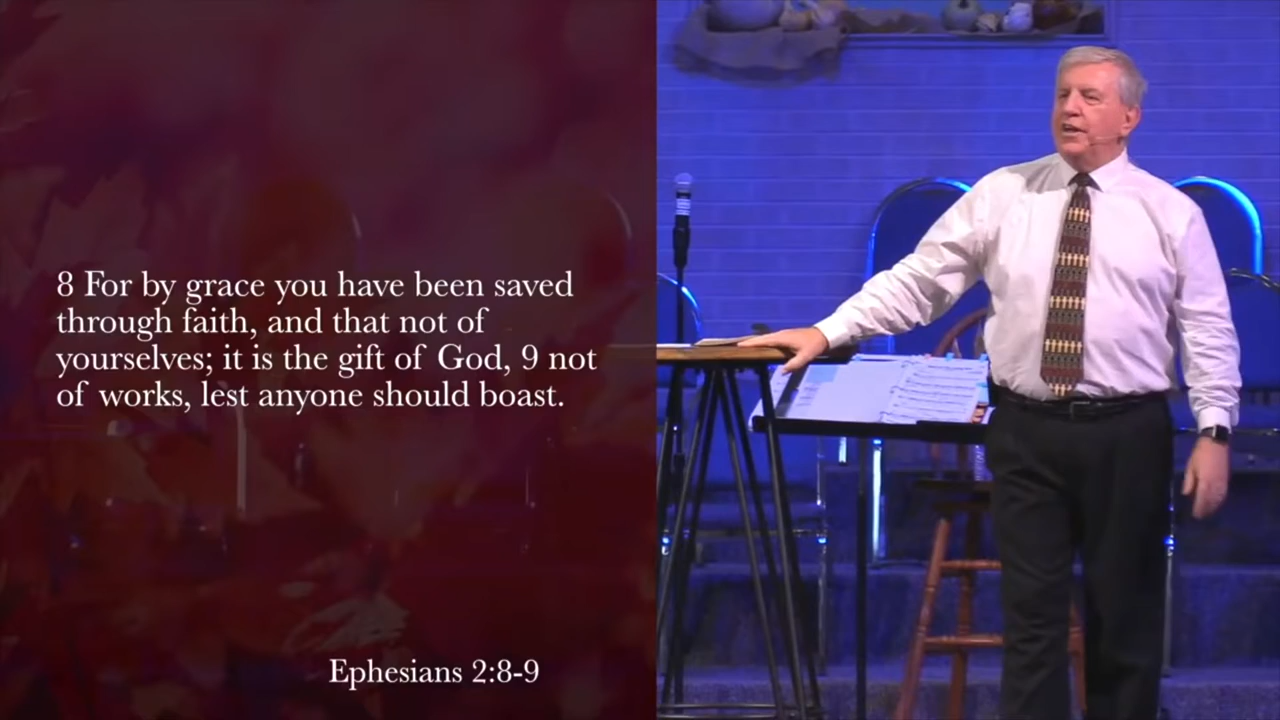 8 For by grace you have been saved
through faith, and that not of
yourselves; it is the gift of God, 9 not
of works, lest anyone should boast.
Ephesians 2:8-9